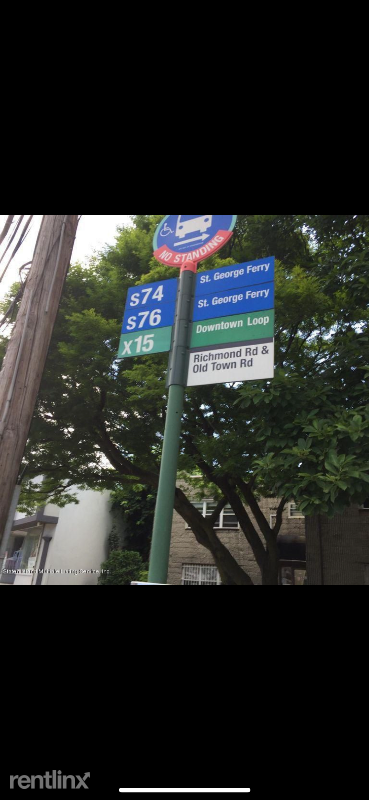 NO STANDING
S74
S76
X15
St. George Ferry
St. George Ferry
Downtown Loop
Richmond Rd &
Old Town Rd
rentlinx